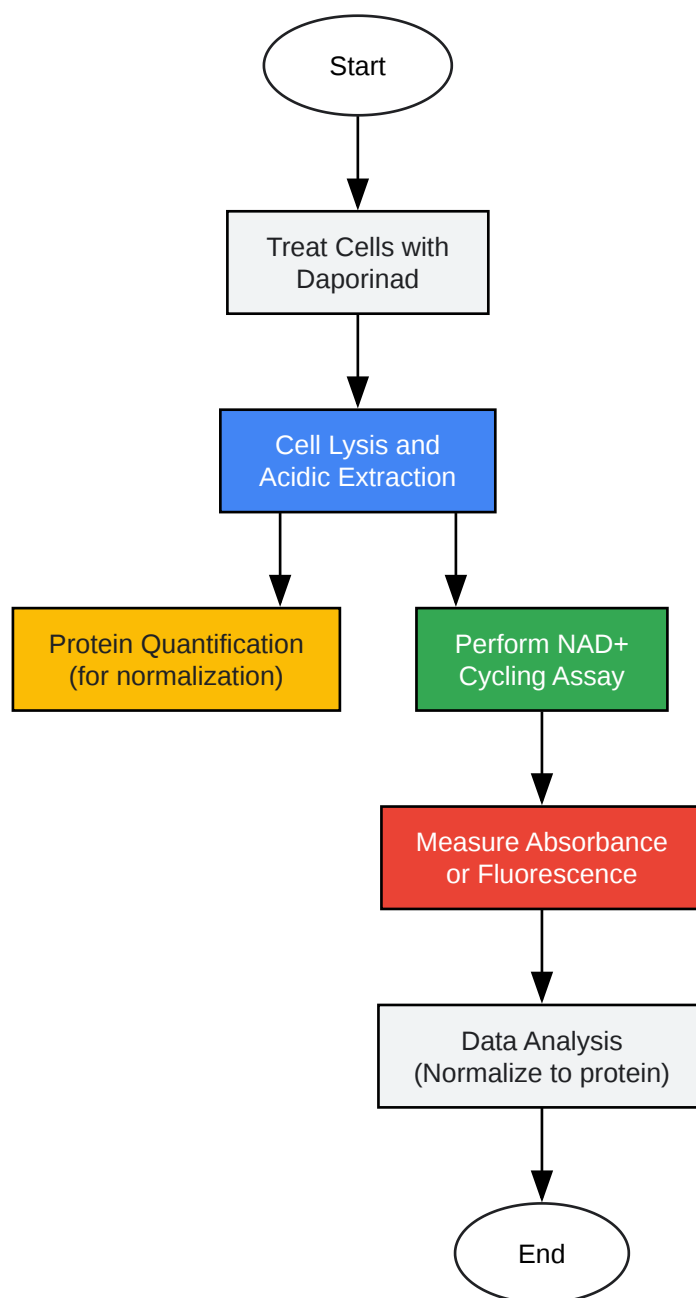 Start
Treat Cells with
Daporinad
Cell Lysis and
Acidic Extraction
Protein Quantification
(for normalization)
Perform NAD+
Cycling Assay
Measure Absorbance
or Fluorescence
Data Analysis
(Normalize to protein)
End